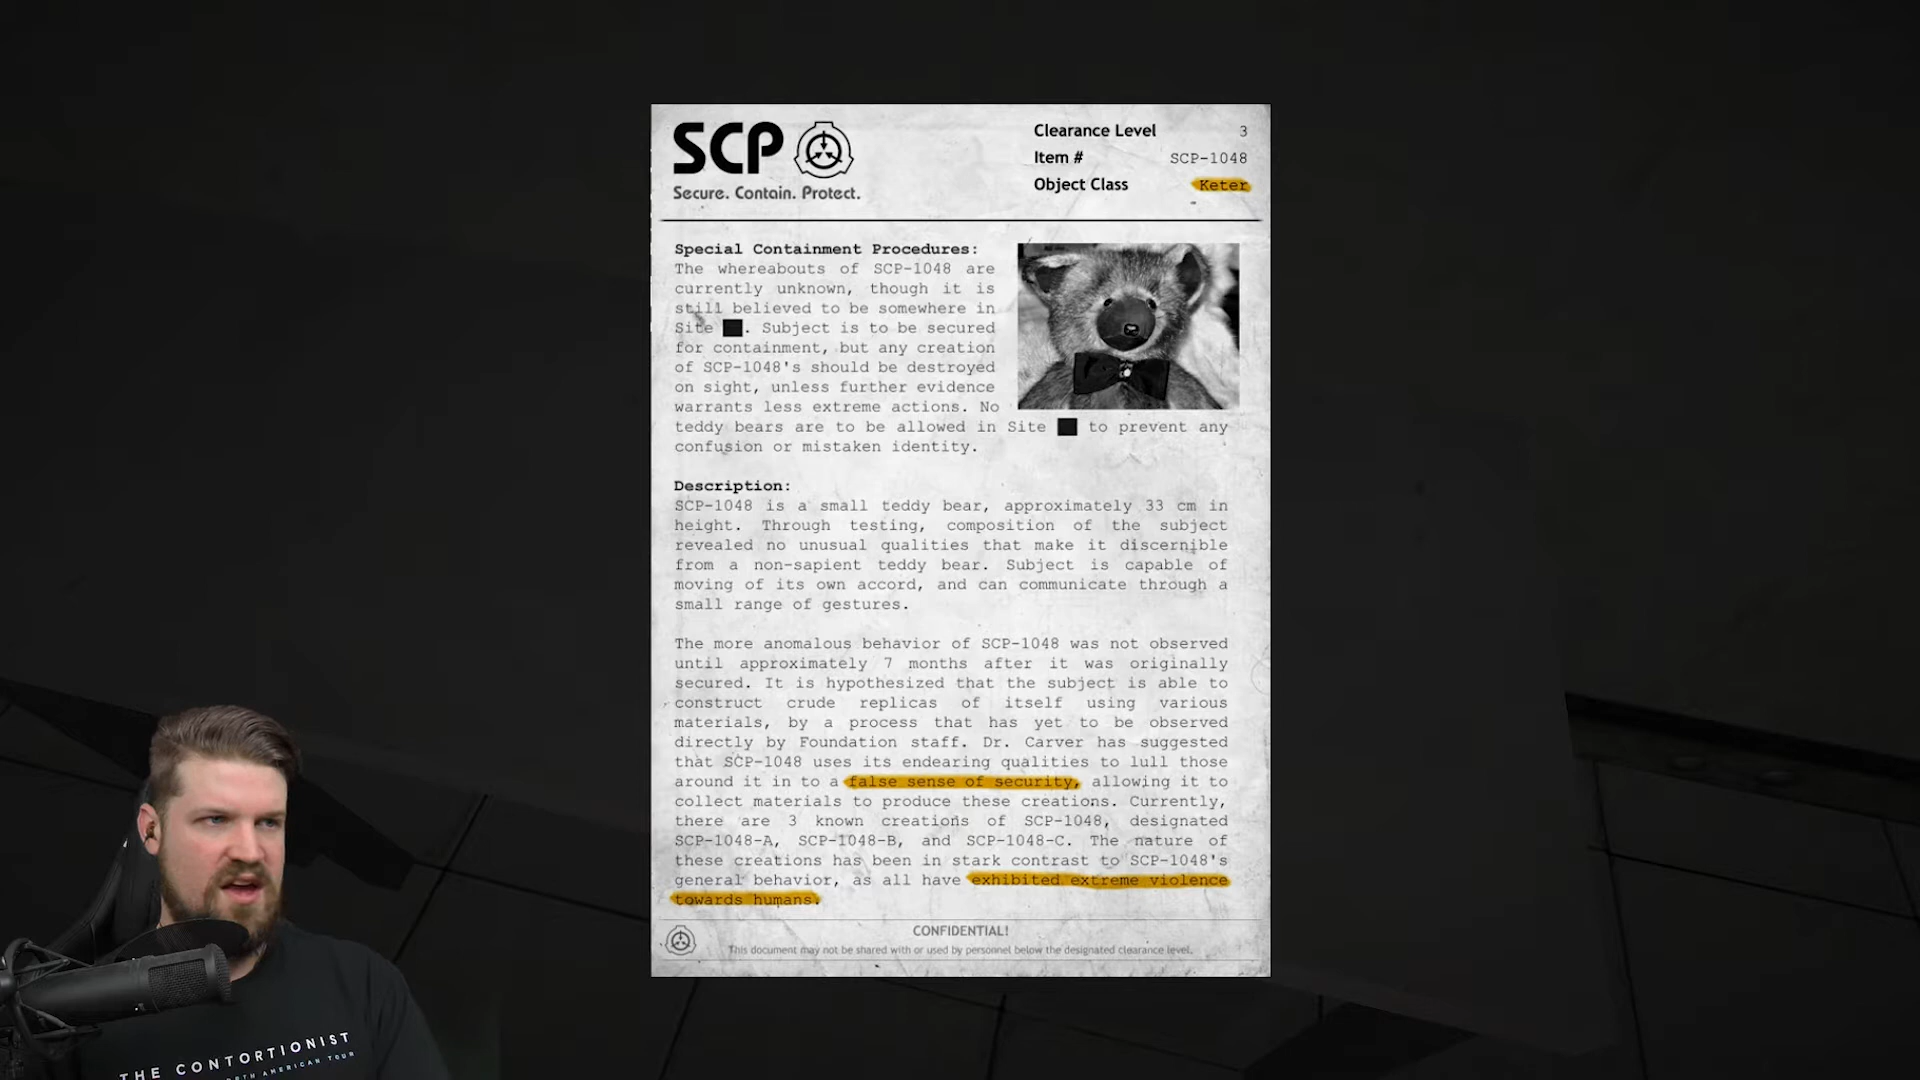 SCP
Secure. Contain. Protect.
Clearance Level 3
Item # SCP-1048
Object Class Keter
Special Containment Procedures:
The whereabouts of SCP-1048 are
currently unknown, though it is
still believed to be somewhere in
Site . Subject is to be secured
for containment, but any creation
of SCP-1048's should be destroyed
on sight, unless further evidence
warrants less extreme actions. No
teddy bears are to be allowed in Site to prevent any
confusion or mistaken identity.
Description:
SCP-1048 is a small teddy bear, approximately 33 cm in
height. Through testing, composition of the subject
revealed no unusual qualities that make it discernible
from a non-sapient teddy bear. Subject is capable of
moving of its own accord, and can communicate through a
small range of gestures.
The more anomalous behavior of SCP-1048 was not observed
until approximately 7 months after it was originally
secured. It is hypothesized that the subject is able to
construct crude replicas of itself using various
materials, by a process that has yet to be observed
directly by Foundation staff. Dr. Carver has suggested
that SCP-1048 uses its endearing qualities to lull those
around it in to a false sense of security, allowing it to
collect materials to produce these creations. Currently,
there are 3 known creations of SCP-1048, designated
SCP-1048-A, SCP-1048-B, and SCP-1048-C. The nature of
these creations has been in stark contrast to SCP-1048's
general behavior, as all have exhibited extreme violence
towards humans.
CONFIDENTIAL!
This document may not be shared with or used by personnel below the designated clearance level.
THE CONTORTIONIST
AMERICAN TOUR